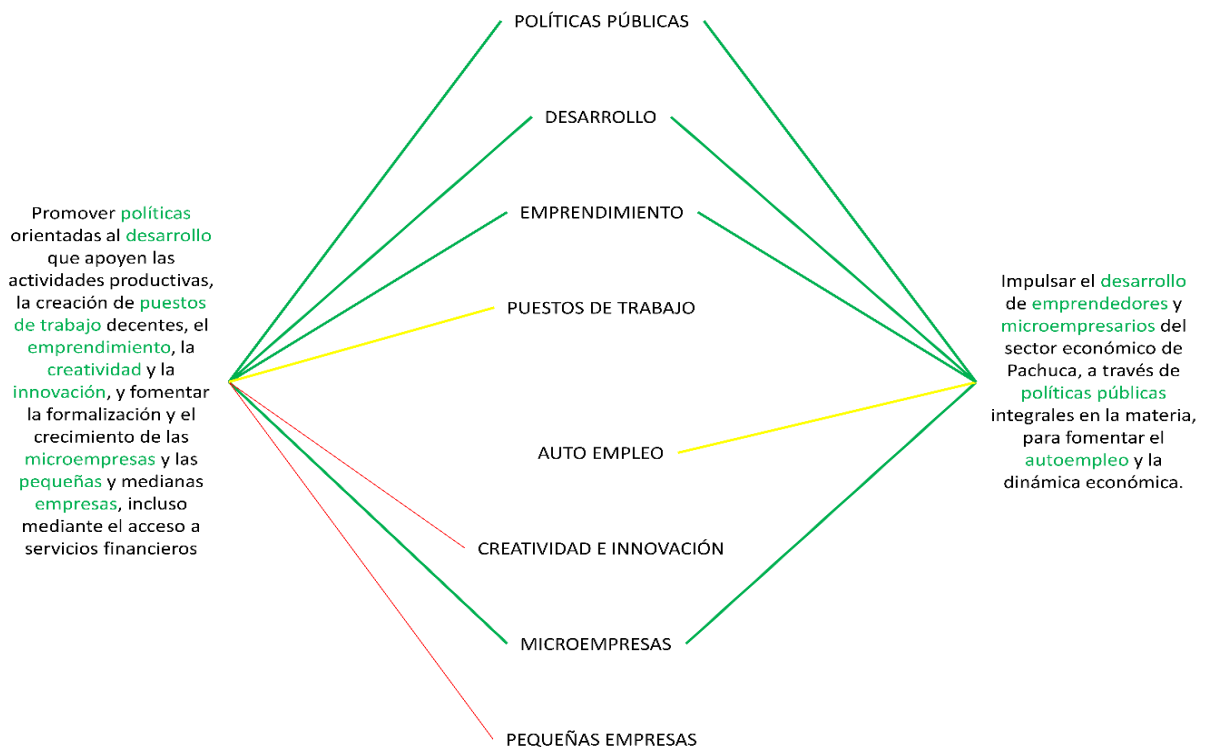 POLÍTICAS PÚBLICAS
DESARROLLO
EMPRENDIMIENTO
PUESTOS DE TRABAJO
AUTO EMPLEO
CREATIVIDAD E INNOVACIÓN
MICROEMPRESAS
PEQUEÑAS EMPRESAS
Promover políticas
orientadas al desarrollo
que apoyen las
actividades productivas,
la creación de puestos
de trabajo decentes, el
emprendimiento, la
creatividad y la
innovación, y fomentar
la formalización y el
crecimiento de las
microempresas y las
pequeñas y medianas
empresas, incluso
mediante el acceso a
servicios financieros
Impulsar el desarrollo
de emprendedores y
microempresarios del
sector económico de
Pachuca, a través de
políticas públicas
integrales en la materia,
para fomentar el
autoempleo y la
dinámica económica.